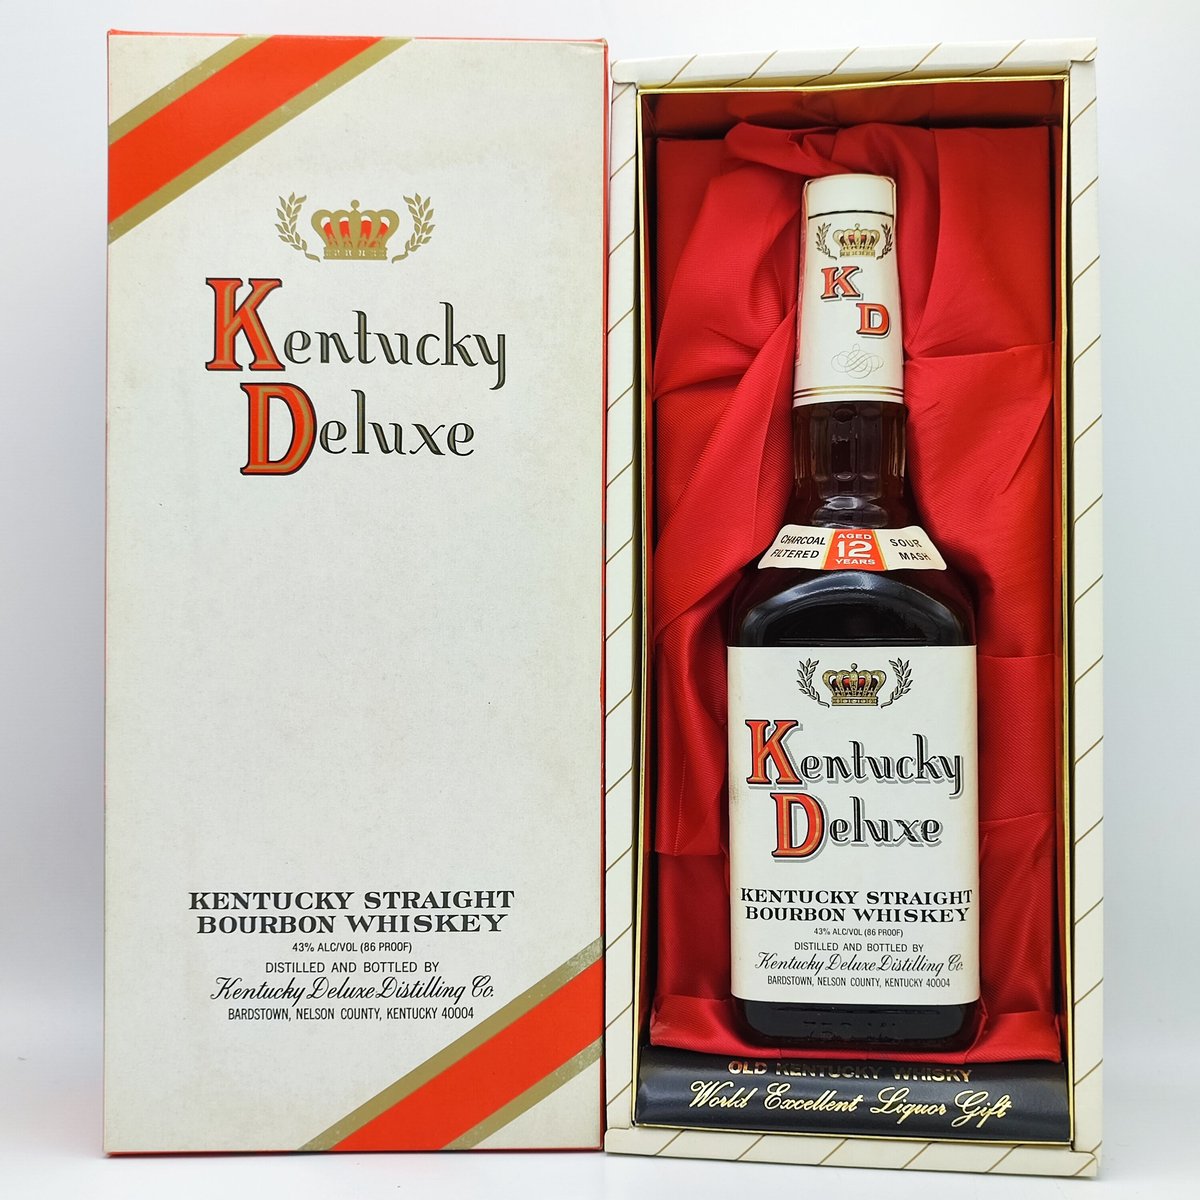 Kentucky
Deluxe
KENTUCKY STRAIGHT
BOURBON WHISKEY
43% ALC/VOL (86 PROOF)
DISTILLED AND BOTTLED BY
Kentucky Deluxe Distilling Co.
BARDSTOWN, NELSON COUNTY, KENTUCKY 40004
K
D
CHARCOAL
FILTERED
AGED
12
YEARS
SOUR
MASH
Kentucky
Deluxe
KENTUCKY STRAIGHT
BOURBON WHISKEY
43% ALC/VOL (86 PROOF)
DISTILLED AND BOTTLED BY
Kentucky Deluxe Distilling Co.
BARDSTOWN, NELSON COUNTY, KENTUCKY 40004
OLD KENTUCKY WHISKY
World Excellent Liquor Gift